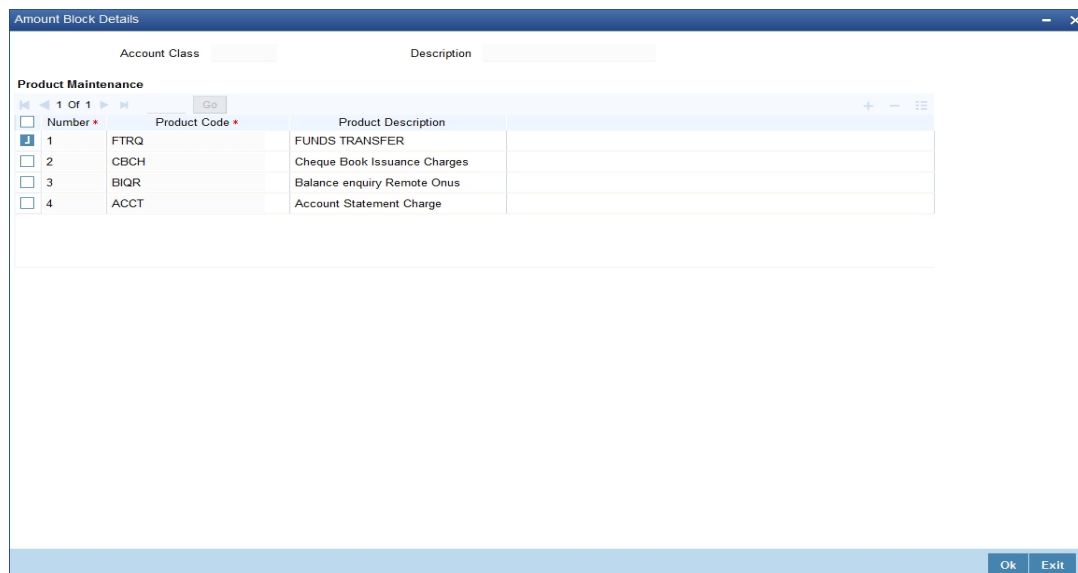 Amount Block Details
Account Class Description
Product Maintenance
1 Of 1 Go
Number * Product Code * Product Description
1 FTRQ FUNDS TRANSFER
2 CBCH Cheque Book Issuance Charges
3 BIQR Balance enquiry Remote Onus
4 ACCT Account Statement Charge
Ok Exit